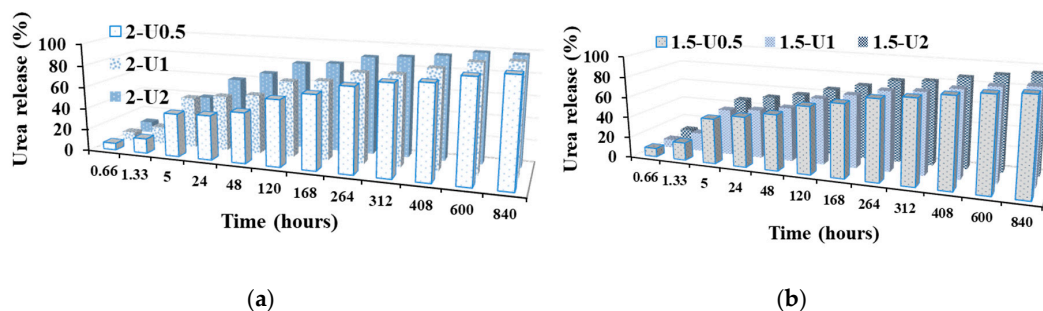 Urea release (%)
100
80
60
40
20
0
2-U0.5
2-U1
2-U2
0.66 1.33 5 24 48 120 168 264 312 408 600 840
Time (hours)
(a)
Urea release (%)
100
80
60
40
20
0
1.5-U0.5 1.5-U1 1.5-U2
0.66 1.33 5 24 48 120 168 264 312 408 600 840
Time (hours)
(b)